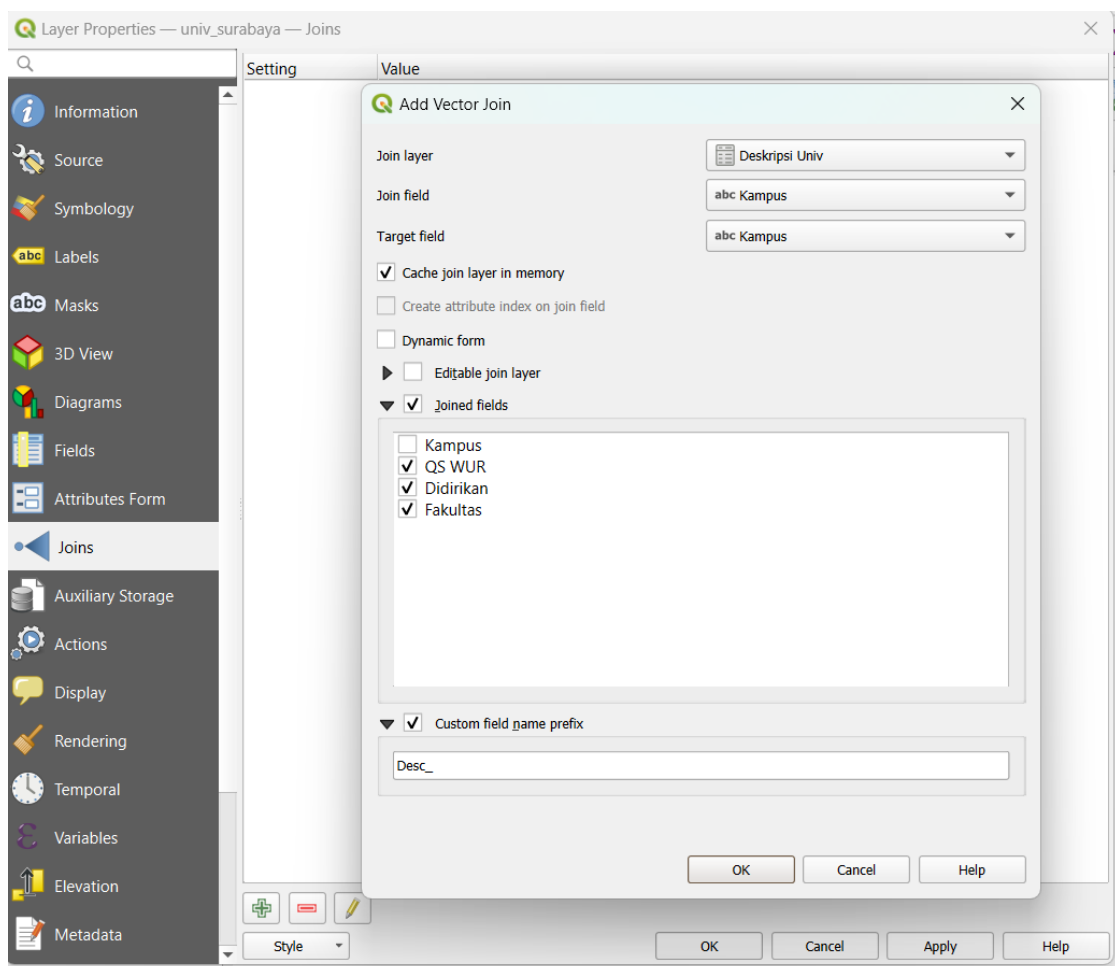 Layer Properties — univ_surabaya — Joins
Setting Value
Information
Source
Symbology
abc Labels
abc Masks
3D View
Diagrams
Fields
Attributes Form
Joins
Auxiliary Storage
Actions
Display
Rendering
Temporal
Variables
Elevation
Metadata
Add Vector Join
Join layer Deskripsi Univ
Join field abc Kampus
Target field abc Kampus
Cache join layer in memory
Create attribute index on join field
Dynamic form
Editable join layer
Joined fields
Kampus
QS WUR
Didirikan
Fakultas
Custom field name prefix
Desc_
OK Cancel Help
Style OK Cancel Apply Help